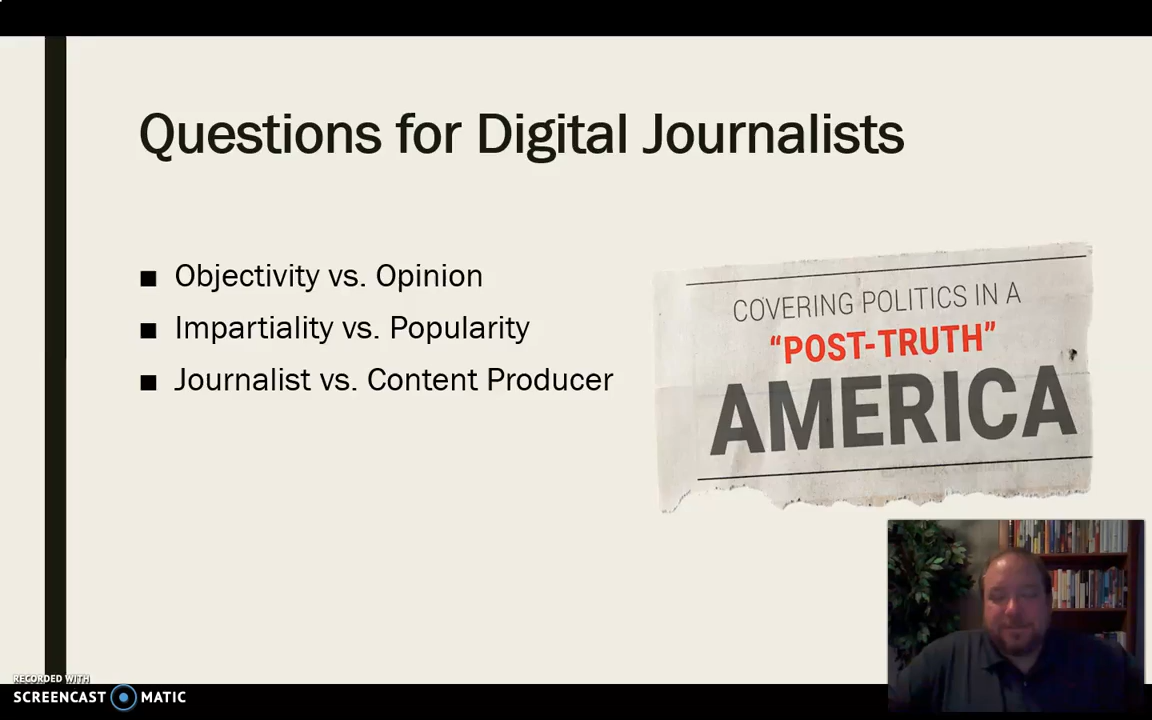 Questions for Digital Journalists
■ Objectivity vs. Opinion
■ Impartiality vs. Popularity
■ Journalist vs. Content Producer
COVERING POLITICS IN A
“POST-TRUTH”
AMERICA
RECORDED WITH
SCREENCAST MATIC